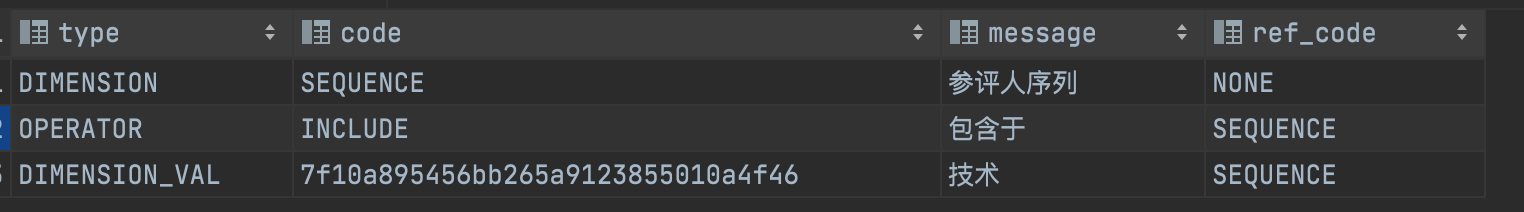 type code message ref_code
DIMENSION SEQUENCE 参评人序列 NONE
OPERATOR INCLUDE 包含于 SEQUENCE
DIMENSION_VAL 7f10a895456bb265a9123855010a4f46 技术 SEQUENCE